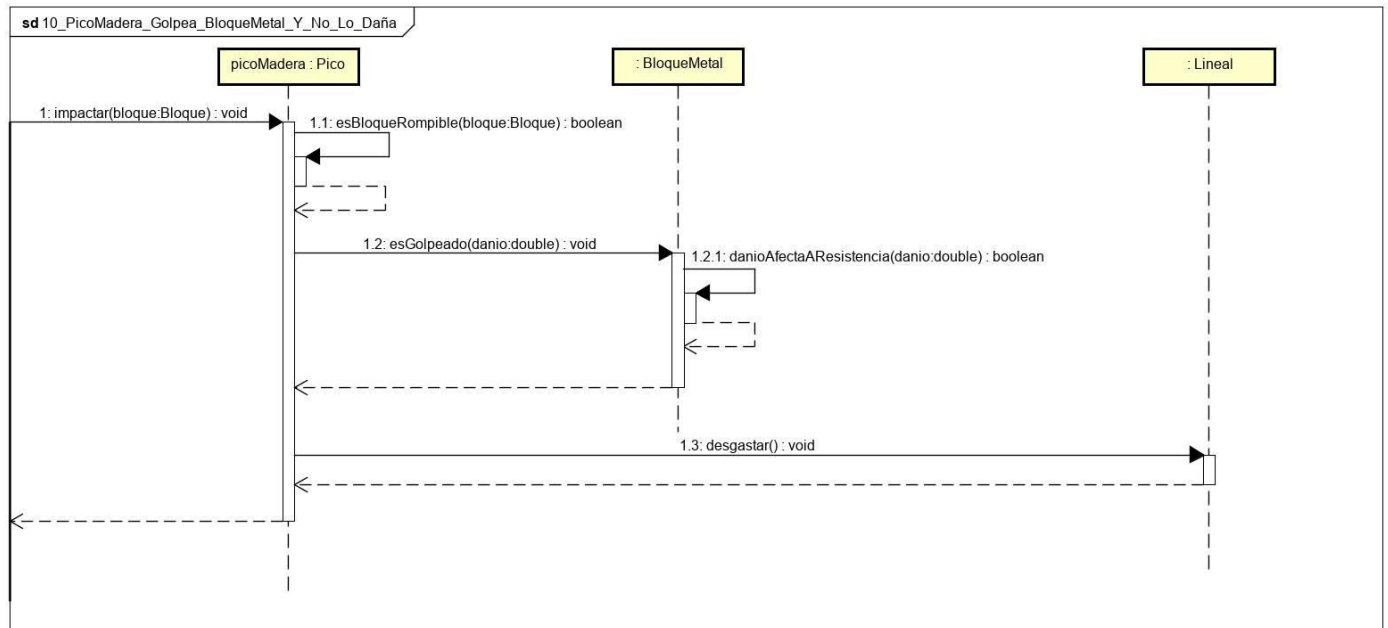 sd 10_PicoMadera_Golpea_BloqueMetal_Y_No_Lo_Daña
picoMadera : Pico
: BloqueMetal
: Lineal
1: impactar(bloque:Bloque) : void
1.1: esBloqueRompible(bloque:Bloque) : boolean
1.2: esGolpeado(danio:double) : void
1.2.1: danioAfectaAResistencia(danio:double) : boolean
1.3: desgastar() : void